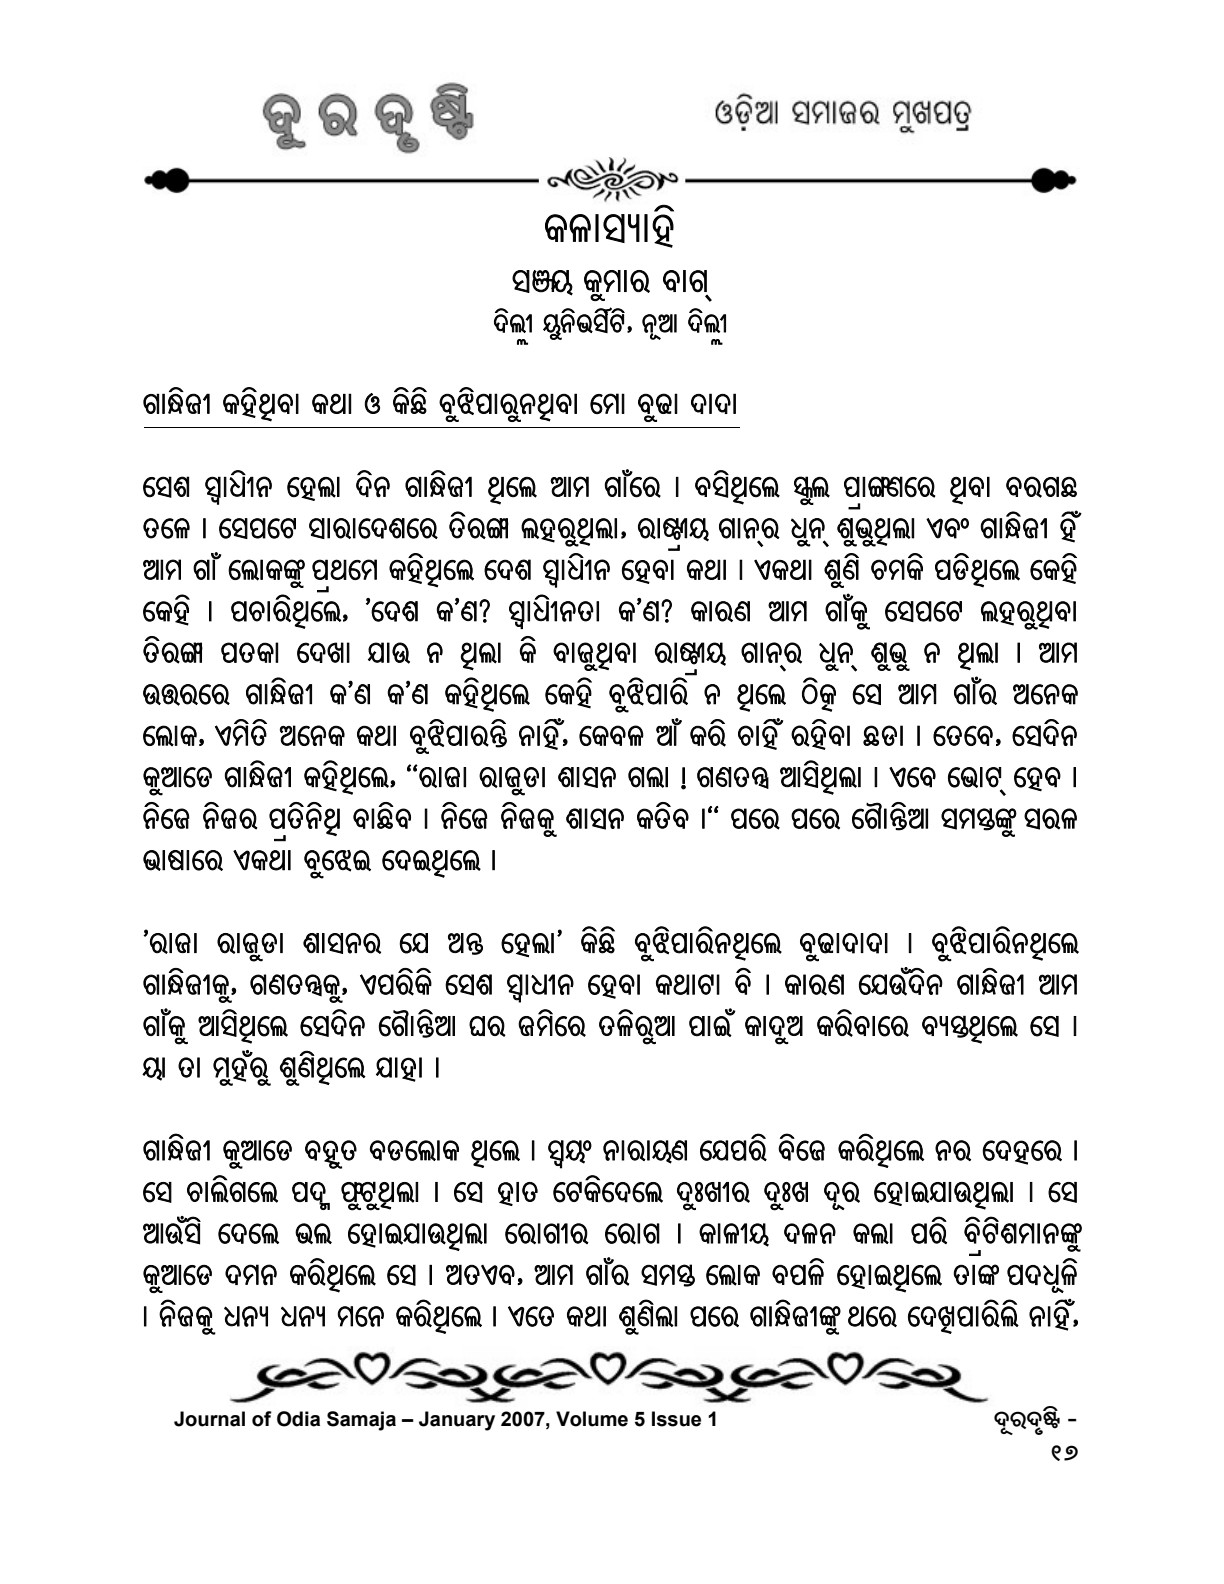 ଦୂରଦୃଷ୍ଟି
ଓଡ଼ିଆ ସମାଜର ମୁଖପତ୍ର
କଳାସ୍ୟାହି
ସଞ୍ଜୟ କୁମାର ବାଗ୍
ଦିଲ୍ଲୀ ୟୁନିଭର୍ସିଟି, ନୂଆ ଦିଲ୍ଲୀ
ଗାନ୍ଧିଜୀ କହିଥିବା କଥା ଓ କିଛି ବୁଝିପାରୁନଥିବା ମୋ ବୁଢା ଦାଦା
ସେଶ ସ୍ୱାଧୀନ ହେଲା ଦିନ ଗାନ୍ଧିଜୀ ଥିଲେ ଆମ ଗାଁରେ । ବସିଥିଲେ ସ୍କୁଲ ପ୍ରାଙ୍ଗଣରେ ଥିବା ବରଗଛ
ତଳେ । ସେପଟେ ସାରାଦେଶରେ ତିରଙ୍ଗା ଲହରୁଥିଲା, ରାଷ୍ଟ୍ରୀୟ ଗାନ୍‌ର ଧୁନ୍ ଶୁଭୁଥିଲା ଏବଂ ଗାନ୍ଧିଜୀ ହିଁ
ଆମ ଗାଁ ଲୋକଙ୍କୁ ପ୍ରଥମେ କହିଥିଲେ ଦେଶ ସ୍ୱାଧୀନ ହେବା କଥା । ଏକଥା ଶୁଣି ଚମକି ପଡିଥିଲେ କେହି
କେହି । ପଚାରିଥିଲେ, ’ଦେଶ କ’ଣ? ସ୍ୱାଧୀନତା କ’ଣ? କାରଣ ଆମ ଗାଁକୁ ସେପଟେ ଲହରୁଥିବା
ତିରଙ୍ଗା ପତକା ଦେଖା ଯାଉ ନ ଥିଲା କି ବାଜୁଥିବା ରାଷ୍ଟ୍ରୀୟ ଗାନ୍‌ର ଧୁନ୍ ଶୁଭୁ ନ ଥିଲା । ଆମ
ଉତ୍ତରରେ ଗାନ୍ଧିଜୀ କ’ଣ କ’ଣ କହିଥିଲେ କେହି ବୁଝିପାରି ନ ଥିଲେ ଠିକ୍ ସେ ଆମ ଗାଁର ଅନେକ
ଲୋକ, ଏମିତି ଅନେକ କଥା ବୁଝିପାରନ୍ତି ନାହିଁ, କେବଳ ଆଁ କରି ଚାହିଁ ରହିବା ଛଡା । ତେବେ, ସେଦିନ
କୁଆଡେ ଗାନ୍ଧିଜୀ କହିଥିଲେ, “ରାଜା ରାଜୁଡା ଶାସନ ଗଲା ! ଗଣତନ୍ତ୍ର ଆସିଥିଲା । ଏବେ ଭୋଟ୍ ହେବ ।
ନିଜେ ନିଜର ପ୍ରତିନିଥି ବାଛିବ । ନିଜେ ନିଜକୁ ଶାସନ କତିବ ।“ ପରେ ପରେ ଗୌନ୍ତିଆ ସମସ୍ତଙ୍କୁ ସରଳ
ଭାଷାରେ ଏକଥା ବୁଝେଇ ଦେଇଥିଲେ ।
’ରାଜା ରାଜୁଡା ଶାସନର ଯେ ଅନ୍ତ ହେଲା’ କିଛି ବୁଝିପାରିନଥିଲେ ବୁଢାଦାଦା । ବୁଝିପାରିନଥିଲେ
ଗାନ୍ଧିଜୀକୁ, ଗଣତନ୍ତ୍ରକୁ, ଏପରିକି ସେଶ ସ୍ୱାଧୀନ ହେବା କଥାଟା ବି । କାରଣ ଯେଉଁଦିନ ଗାନ୍ଧିଜୀ ଆମ
ଗାଁକୁ ଆସିଥିଲେ ସେଦିନ ଗୌନ୍ତିଆ ଘର ଜମିରେ ତଳିରୁଆ ପାଇଁ କାଦୁଅ କରିବାରେ ବ୍ୟସ୍ତଥିଲେ ସେ ।
ୟା ତା ମୁହଁରୁ ଶୁଣିଥିଲେ ଯାହା ।
ଗାନ୍ଧିଜୀ କୁଆଡେ ବହୁତ ବଡଲୋକ ଥିଲେ । ସ୍ୱୟଂ ନାରାୟଣ ଯେପରି ବିଜେ କରିଥିଲେ ନର ଦେହରେ ।
ସେ ଚାଲିଗଲେ ପଦ୍ମ ଫୁଟୁଥିଲା । ସେ ହାତ ଟେକିଦେଲେ ଦୁଃଖୀର ଦୁଃଖ ଦୂର ହୋଇଯାଉଥିଲା । ସେ
ଆଉଁସି ଦେଲେ ଭଲ ହୋଇଯାଉଥିଲା ରୋଗୀର ରୋଗ । କାଳୀୟ ଦଳନ କଲା ପରି ବ୍ରିଟିଶମାନଙ୍କୁ
କୁଆଡେ ଦମନ କରିଥିଲେ ସେ । ଅତଏବ, ଆମ ଗାଁର ସମସ୍ତ ଲୋକ ବପଳି ହୋଇଥିଲେ ତାଙ୍କ ପଦଧୂଳି
। ନିଜକୁ ଧନ୍ୟ ଧନ୍ୟ ମନେ କରିଥିଲେ । ଏତେ କଥା ଶୁଣିଲା ପରେ ଗାନ୍ଧିଜୀଙ୍କୁ ଥରେ ଦେଖିପାରିଲି ନାହିଁ,
Journal of Odia Samaja – January 2007, Volume 5 Issue 1
ଦୂରଦୃଷ୍ଟି -
୧୭